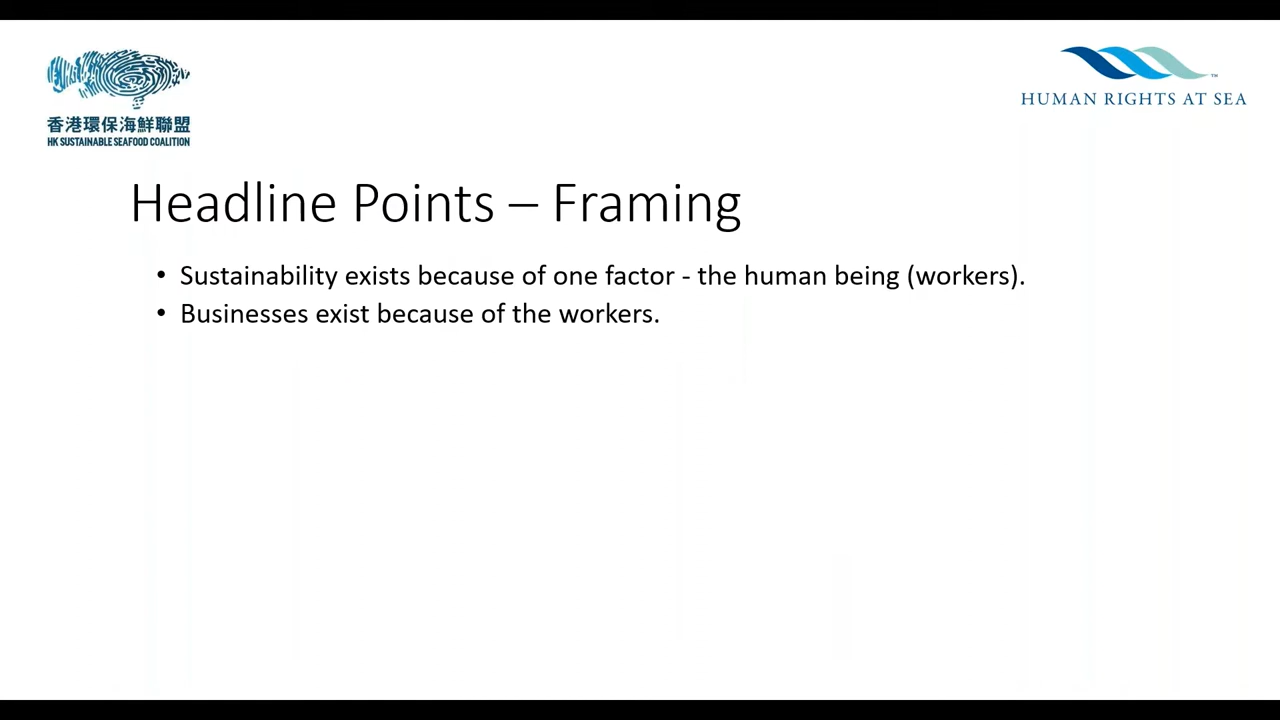 香港環保海鮮聯盟
HK SUSTAINABLE SEAFOOD COALITION
HUMAN RIGHTS AT SEA
TM
Headline Points – Framing
• Sustainability exists because of one factor - the human being (workers).
• Businesses exist because of the workers.